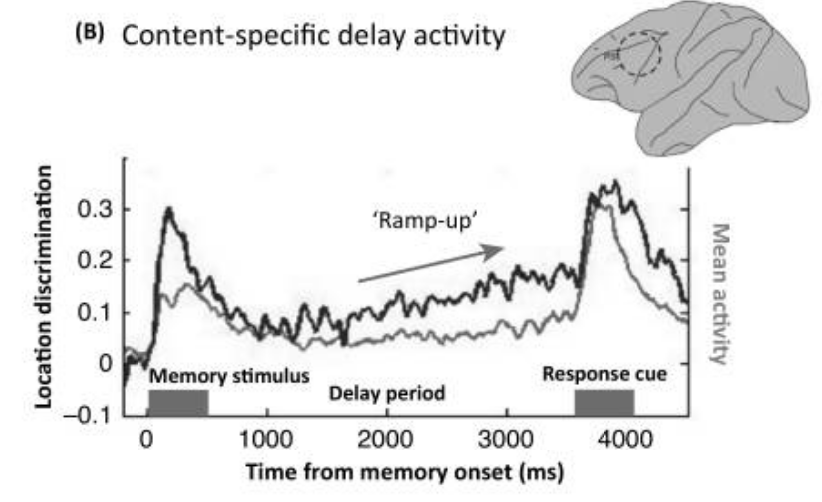 (B) Content-specific delay activity
Location discrimination
0.3
0.2
0.1
0
−0.1
'Ramp-up'
Mean activity
Memory stimulus
Delay period
Response cue
0 1000 2000 3000 4000
Time from memory onset (ms)